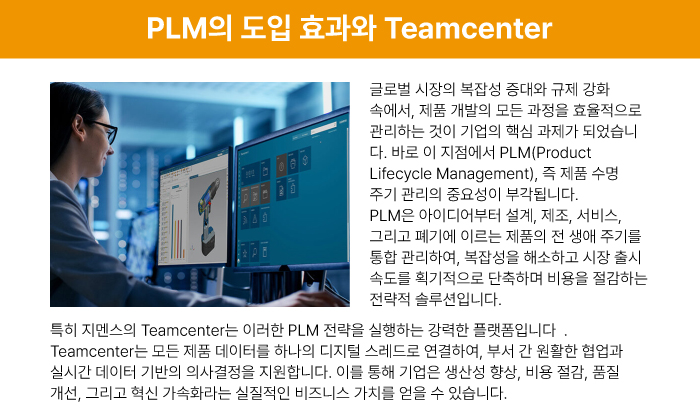 PLM의 도입 효과와 Teamcenter
글로벌 시장의 복잡성 증대와 규제 강화
속에서, 제품 개발의 모든 과정을 효율적으로
관리하는 것이 기업의 핵심 과제가 되었습니
다. 바로 이 지점에서 PLM(Product
Lifecycle Management), 즉 제품 수명
주기 관리의 중요성이 부각됩니다.
PLM은 아이디어부터 설계, 제조, 서비스,
그리고 폐기에 이르는 제품의 전 생애 주기를
통합 관리하여, 복잡성을 해소하고 시장 출시
속도를 획기적으로 단축하며 비용을 절감하는
전략적 솔루션입니다.
특히 지멘스의 Teamcenter는 이러한 PLM 전략을 실행하는 강력한 플랫폼입니다 .
Teamcenter는 모든 제품 데이터를 하나의 디지털 스레드로 연결하여, 부서 간 원활한 협업과
실시간 데이터 기반의 의사결정을 지원합니다. 이를 통해 기업은 생산성 향상, 비용 절감, 품질
개선, 그리고 혁신 가속화라는 실질적인 비즈니스 가치를 얻을 수 있습니다.